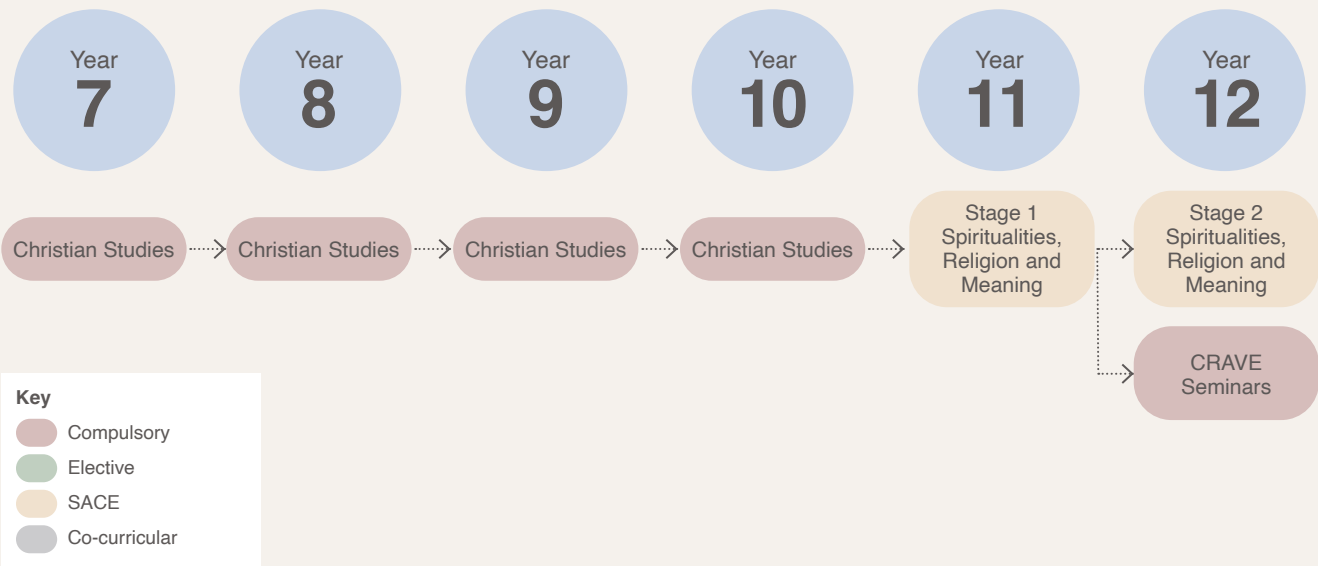 Year
7
Year
8
Year
9
Year
10
Year
11
Year
12
Christian Studies
Christian Studies
Christian Studies
Christian Studies
Stage 1
Spiritualities,
Religion and
Meaning
Stage 2
Spiritualities,
Religion and
Meaning
CRAVE
Seminars
Key
Compulsory
Elective
SACE
Co-curricular